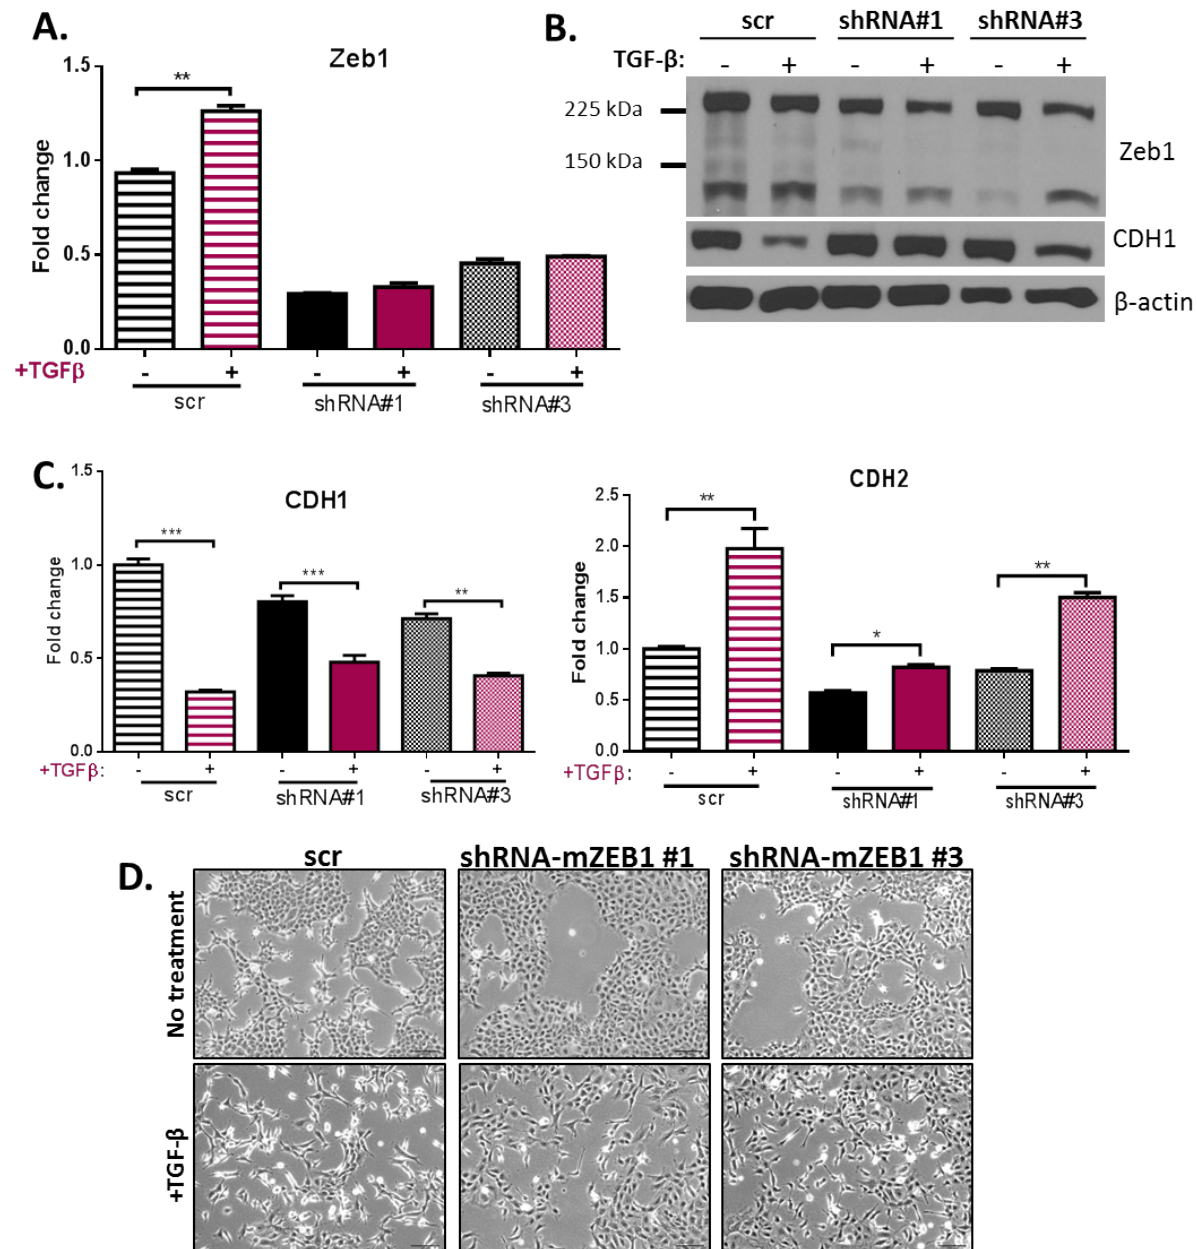 A.
Zeb1
1.5
**
1.0
0.5
0.0
Fold change
+TGFβ - + - + - +
scr shRNA#1 shRNA#3
B.
scr shRNA#1 shRNA#3
TGF-β: - + - + - +
225 kDa
150 kDa
Zeb1
CDH1
β-actin
C.
CDH1
1.5
1.0
0.5
0.0
Fold change
*** *** **
+TGFβ: - + - + - +
scr shRNA#1 shRNA#3
CDH2
2.5
2.0
1.5
1.0
0.5
0.0
Fold change
** * **
+TGFβ: - + - + - +
scr shRNA#1 shRNA#3
D.
scr shRNA-mZEB1 #1 shRNA-mZEB1 #3
No treatment
+TGF-β